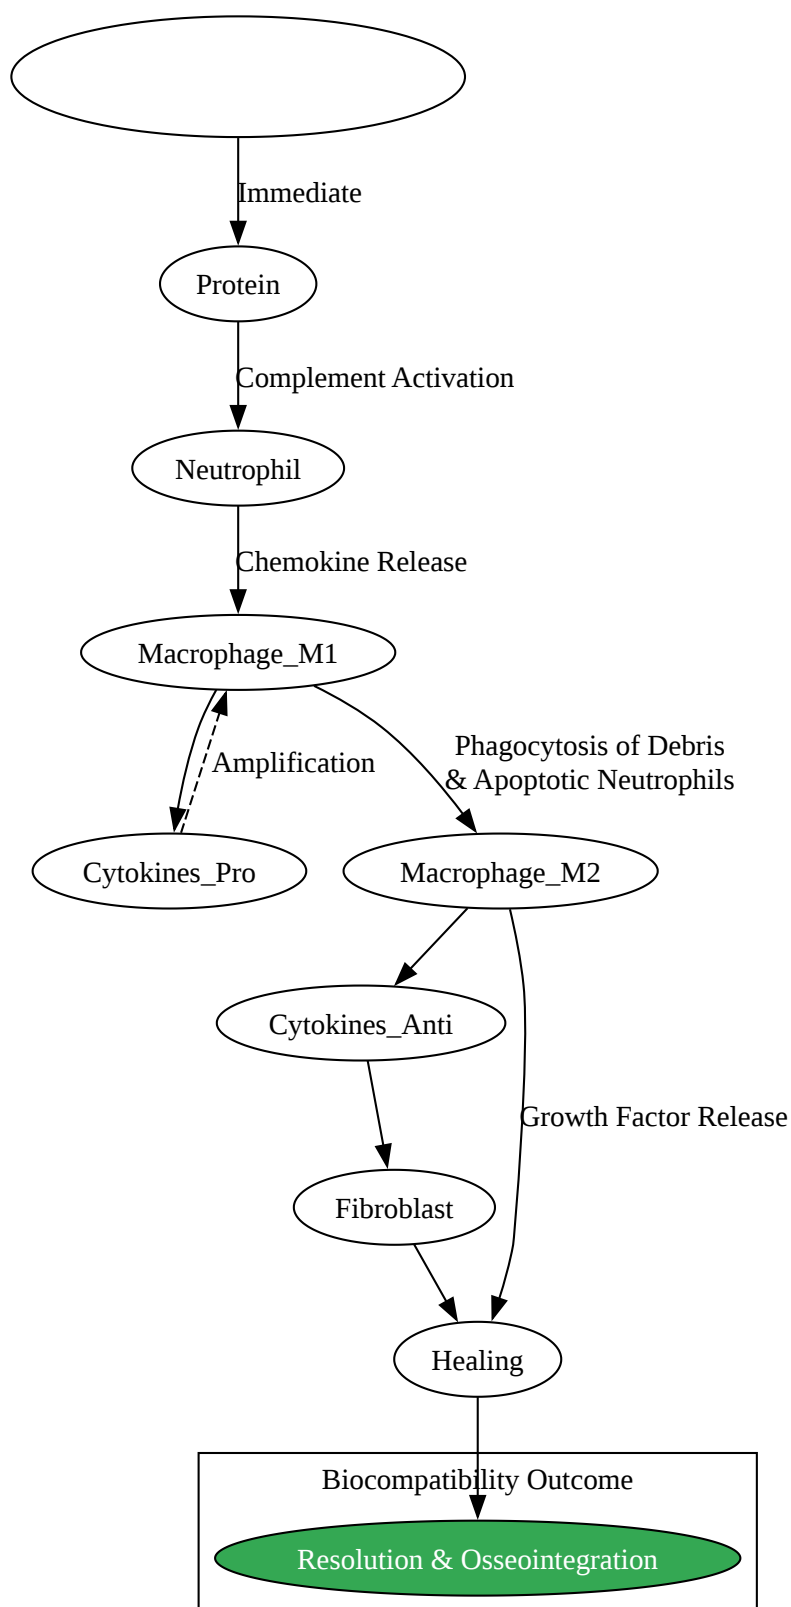 Immediate
Protein
Complement Activation
Neutrophil
Chemokine Release
Macrophage_M1
Amplification
Phagocytosis of Debris
& Apoptotic Neutrophils
Cytokines_Pro
Macrophage_M2
Cytokines_Anti
Growth Factor Release
Fibroblast
Healing
Biocompatibility Outcome
Resolution & Osseointegration